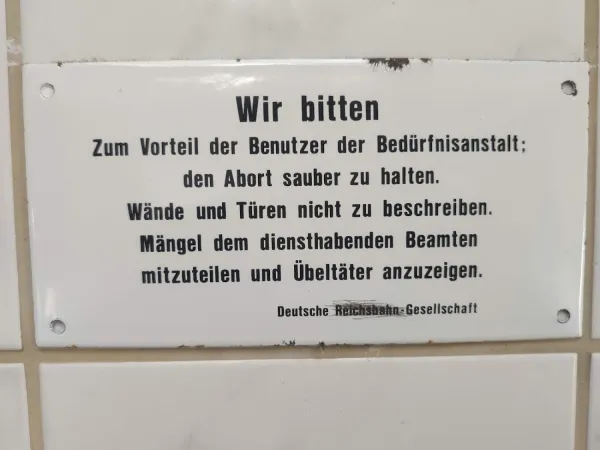 Wir bitten
Zum Vorteil der Benutzer der Bedürfnisanstalt;
den Abort sauber zu halten.
Wände und Türen nicht zu beschreiben.
Mängel dem diensthabenden Beamten
mitzuteilen und Übeltäter anzuzeigen.
Deutsche Reichsbahn-Gesellschaft